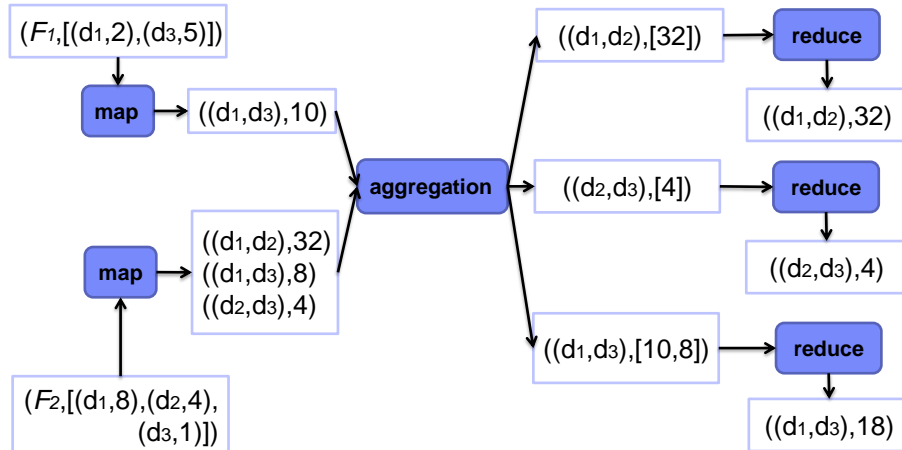 (F₁,[(d₁,2),(d₃,5)])
map
((d₁,d₃),10)
map
((d₁,d₂),32)
((d₁,d₃),8)
((d₂,d₃),4)
(F₂,[(d₁,8),(d₂,4),
(d₃,1)])
aggregation
((d₁,d₂),[32])
reduce
((d₁,d₂),32)
((d₂,d₃),[4])
reduce
((d₂,d₃),4)
((d₁,d₃),[10,8])
reduce
((d₁,d₃),18)